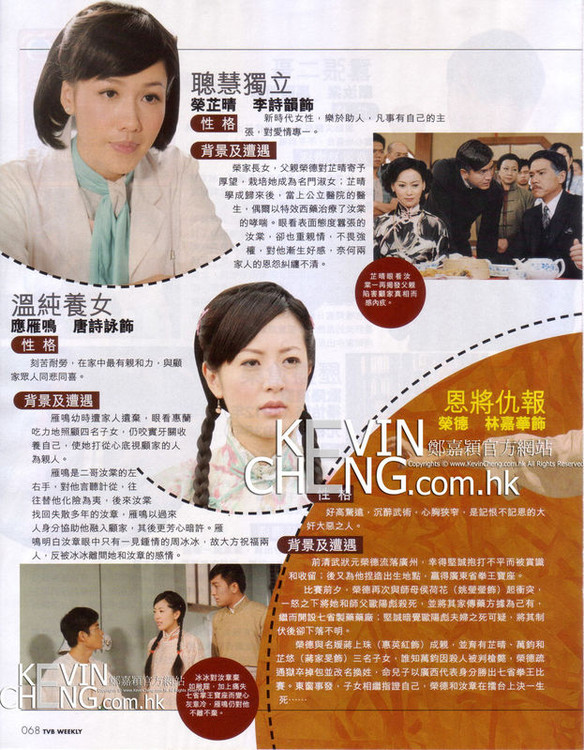 聰慧獨立
榮芷晴　李詩韻飾
性格
新時代女性，樂於助人，凡事有自己的主
張，對愛情專一。
背景及遭遇
榮家長女，父親榮德對芷晴寄予
厚望，栽培她成為名門淑女；芷晴
學成歸來後，當上公立醫院的醫
生，偶爾以特效西藥治療了汝棠
的哮喘。眼看表面態度囂張的
汝棠，卻也重親情，不畏強
權，對他漸生好感，奈何兩
家人的恩怨糾纏不清。
芷晴眼看汝
棠一再揭發父親
陷害顧家真相而
感內疚。
溫純養女
應雁鳴　唐詩詠飾
性格
刻苦耐勞，在家中最有親和力，與顧
家眾人同悲同喜。
背景及遭遇
雁鳴幼時遭家人遺棄，眼看惠蘭
吃力地照顧四名子女，仍咬實牙關收
養自己，使她打從心底視顧家的人
為親人。
雁鳴是二哥汝棠的左
右手，對他言聽計從，往
往替他化險為夷，後來汝棠
找回失散多年的汝章，雁鳴以過來
人身分協助他融入顧家，其後更芳心暗許。雁
鳴明白汝章眼中只有一見鍾情的周冰冰，故大方祝福兩
人，反被冰冰離間她和汝章的感情。
冰冰對汝章棄
如敝屣，加上痛失
七省拳王寶座而變心
灰意冷，雁鳴仍對他
不離不棄。
恩將仇報
榮德　林嘉華飾
KEVIN
CHENG.com.hk
鄭嘉穎官方網站
Copyrights © www.KevinCheng.com.hk All Rights Reserved
性格
好高騖遠，沉醉武術，心胸狹窄，是記恨不記恩的大
奸大惡之人。
背景及遭遇
前清武狀元榮德流落廣州，幸得堅誠抱打不平而被賞識
和收留；後又為他捏造出生地點，贏得廣東省拳王寶座。
比賽前夕，榮德再次與師母侯荷花（姚瑩瑩飾）起衝突，
一怒之下將她和師父歐陽彪殺死，並將其家傳藥方據為己有，
繼而開設七省製藥藥廠；堅誠暗覺歐陽彪夫婦之死可疑，將其制
伏後卻下落不明。
榮德與名媛蔣上珠（惠英紅飾）成親，並育有芷晴、萬鈞和
芷悠（蔣家旻飾）三名子女，誰知萬鈞因殺人被判槍斃，榮德疏
通獄卒掉包並改名換姓，命兒子以廣西代表身分勝出七省拳王比
賽。東窗事發，子女相繼指證自己，榮德和汝章在擂台上決一生
死……
KEVIN
CHENG.com.hk
鄭嘉穎官方網站
068 TVB WEEKLY